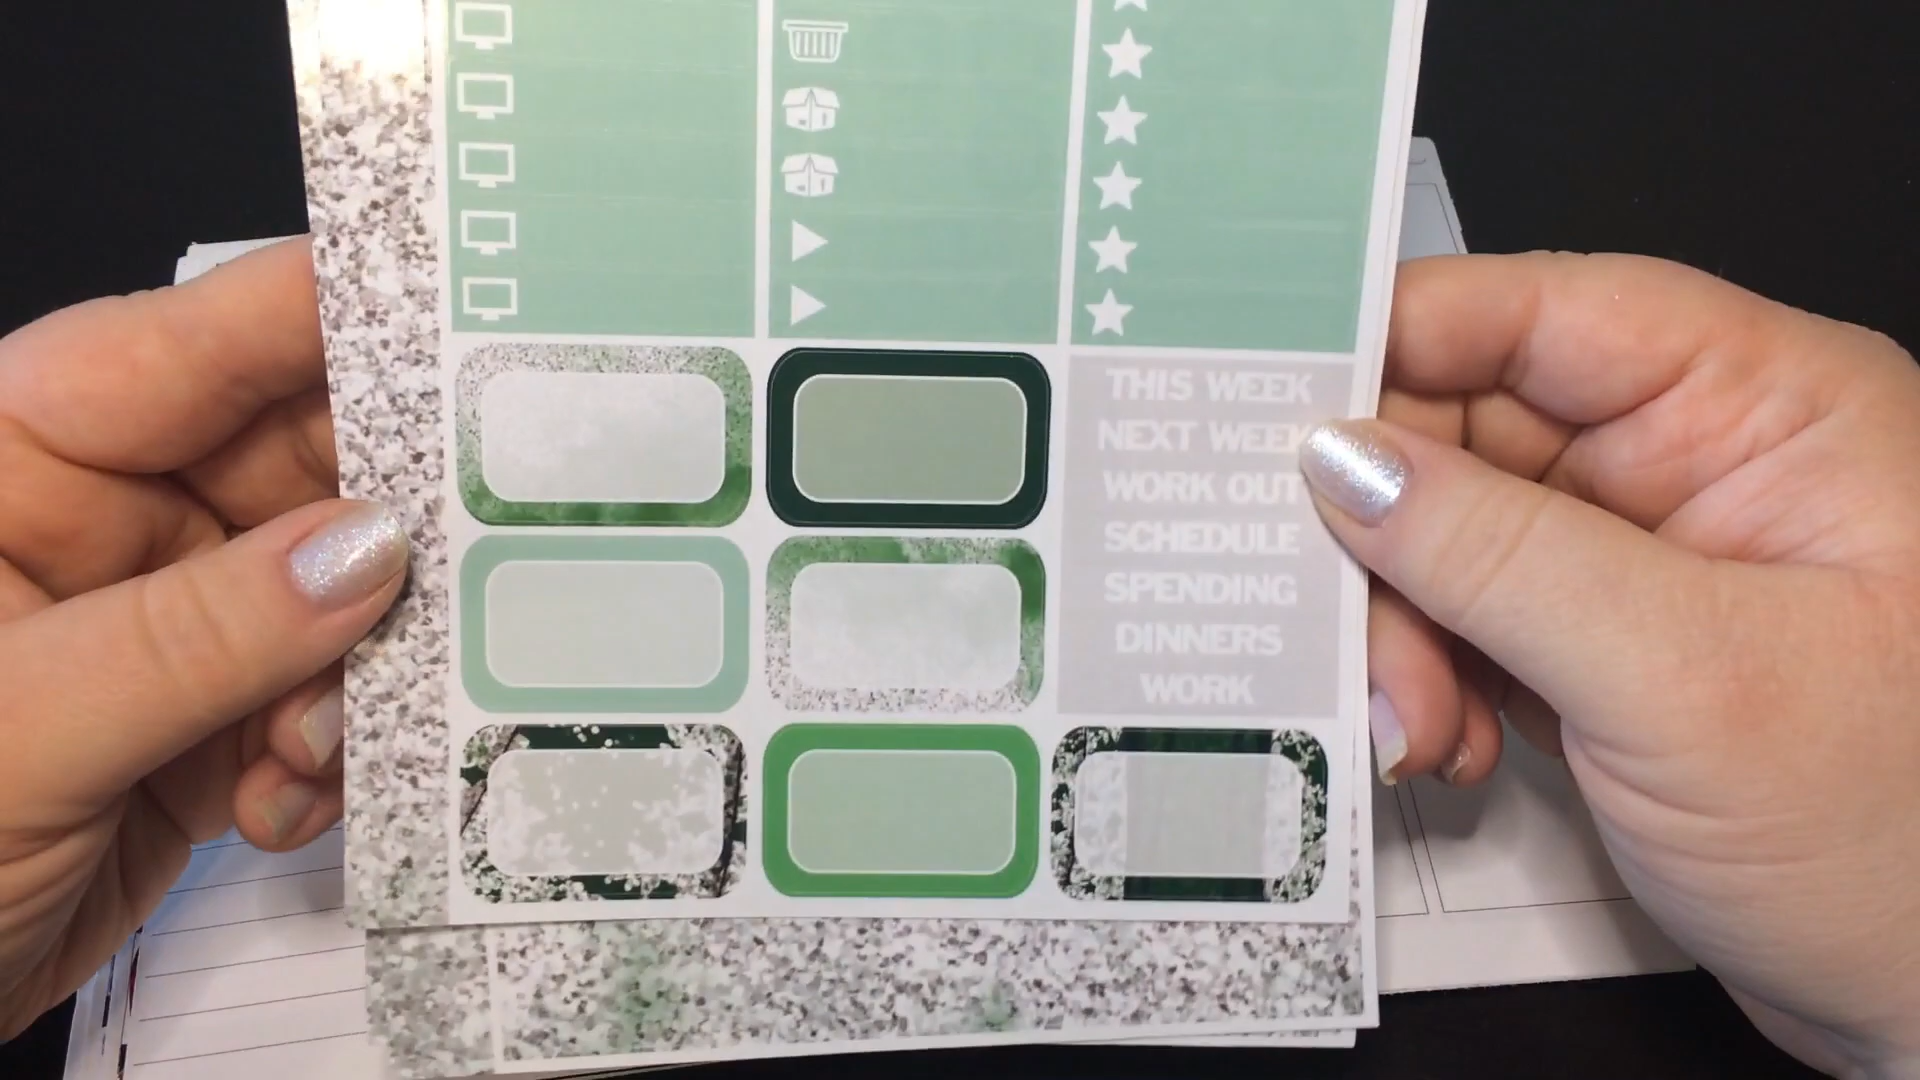 THIS WEEK
NEXT WEEK
WORK OUT
SCHEDULE
SPENDING
DINNERS
WORK